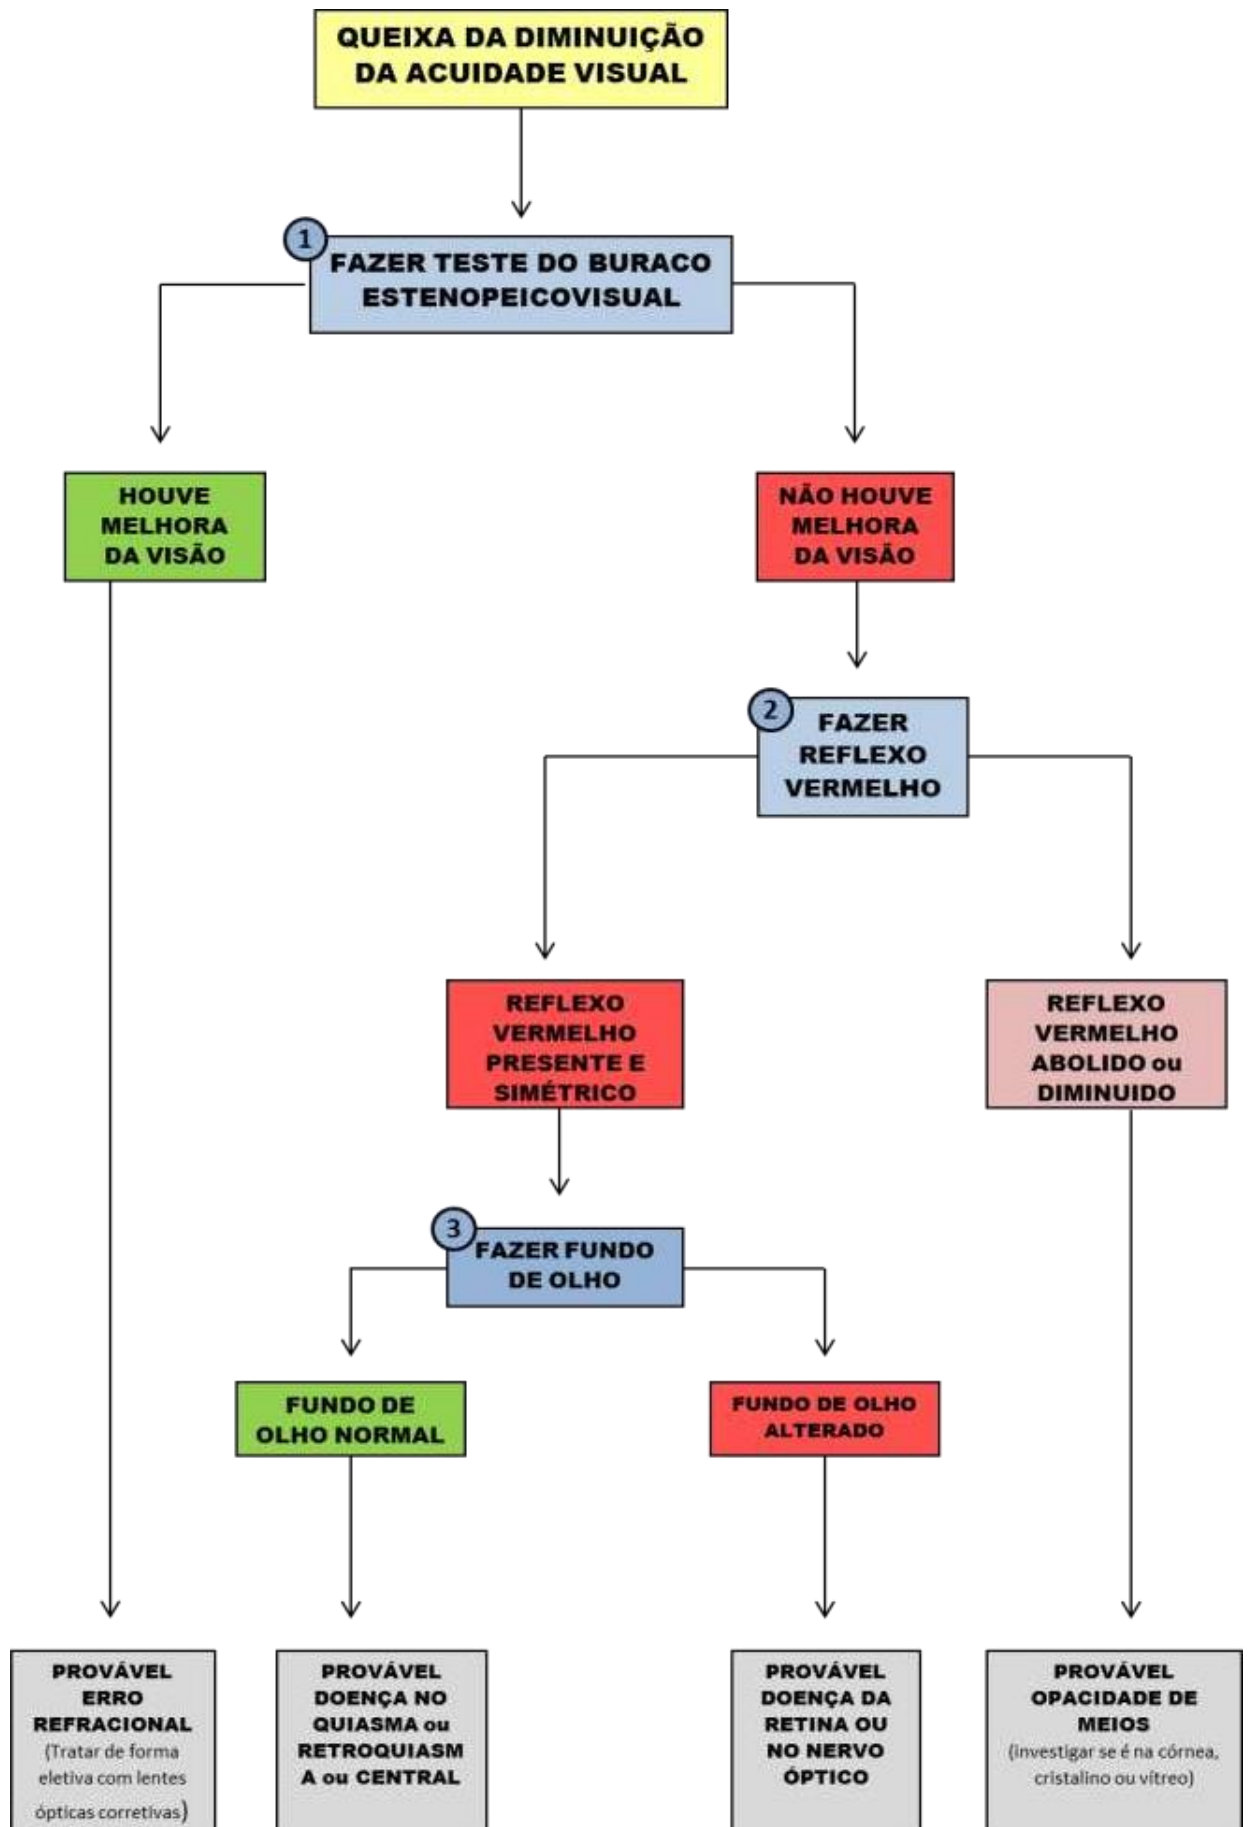 QUEIXA DA DIMINUIÇÃO
DA ACUIDADE VISUAL
1
FAZER TESTE DO BURACO
ESTENOPEICOVISUAL
HOUVE
MELHORA
DA VISÃO
NÃO HOUVE
MELHORA
DA VISÃO
2
FAZER
REFLEXO
VERMELHO
REFLEXO
VERMELHO
PRESENTE E
SIMÉTRICO
REFLEXO
VERMELHO
ABOLIDO ou
DIMINUIDO
3
FAZER FUNDO
DE OLHO
FUNDO DE
OLHO NORMAL
FUNDO DE OLHO
ALTERADO
PROVÁVEL
ERRO
REFRACIONAL
(Tratar de forma
eletiva com lentes
ópticas corretivas)
PROVÁVEL
DOENÇA NO
QUIASMA ou
RETROQUIASM
A ou CENTRAL
PROVÁVEL
DOENÇA DA
RETINA OU
NO NERVO
ÓPTICO
PROVÁVEL
OPACIDADE DE
MEIOS
(investigar se é na córnea,
cristalino ou vítreo)